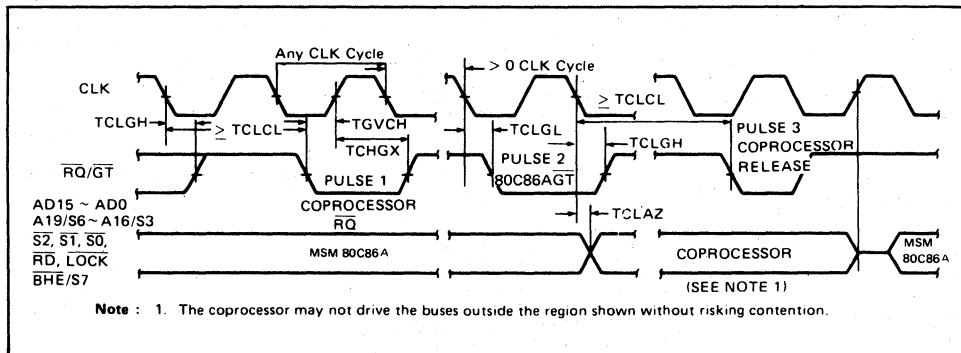 Any CLK Cycle
> 0 CLK Cycle
CLK
≥ TCLCL
TCLGH
≥ TCLCL
TGVCH
TCLGL
PULSE 3
COPROCESSOR
RELEASE
TCHGX
TCLGH
RQ/GT
PULSE 1
COPROCESSOR
RQ
PULSE 2
80C86AGT
AD15 ~ AD0
A19/S6~A16/S3
S2, S1, S0,
RD, LOCK
BHE/S7
TCLAZ
MSM 80C86A
COPROCESSOR
(SEE NOTE 1)
MSM
80C86A
Note : 1. The coprocessor may not drive the buses outside the region shown without risking contention.